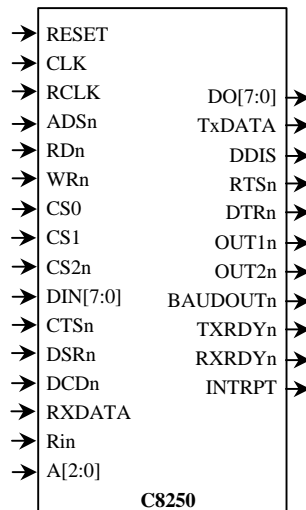 RESET
CLK
RCLK
ADSn
RDn
WRn
CS0
CS1
CS2n
DIN[7:0]
CTSn
DSRn
DCDn
RXDATA
Rin
A[2:0]
DO[7:0]
TxDATA
DDIS
RTSn
DTRn
OUT1n
OUT2n
BAUDOUTn
TXRDYn
RXRDYn
INTRPT
C8250